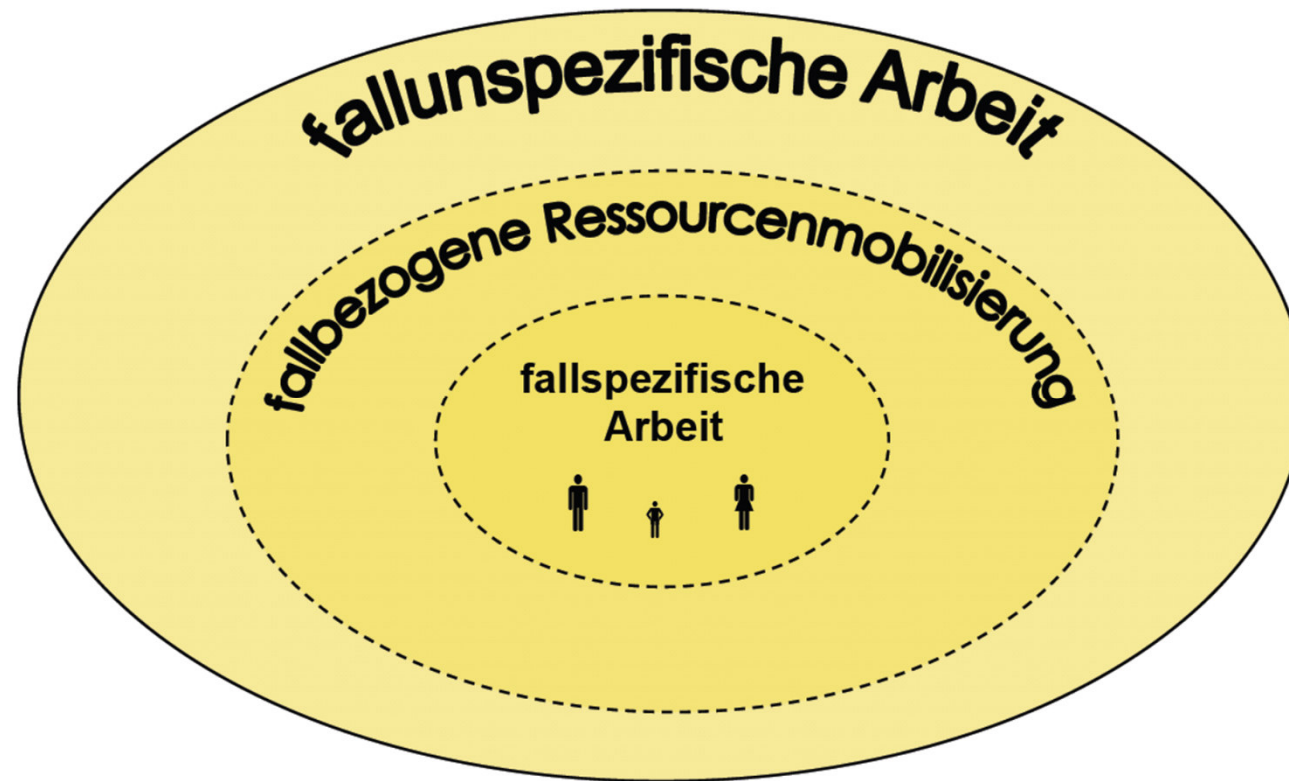 fallunspezifische Arbeit
fallbezogene Ressourcenmobilisierung
fallspezifische
Arbeit